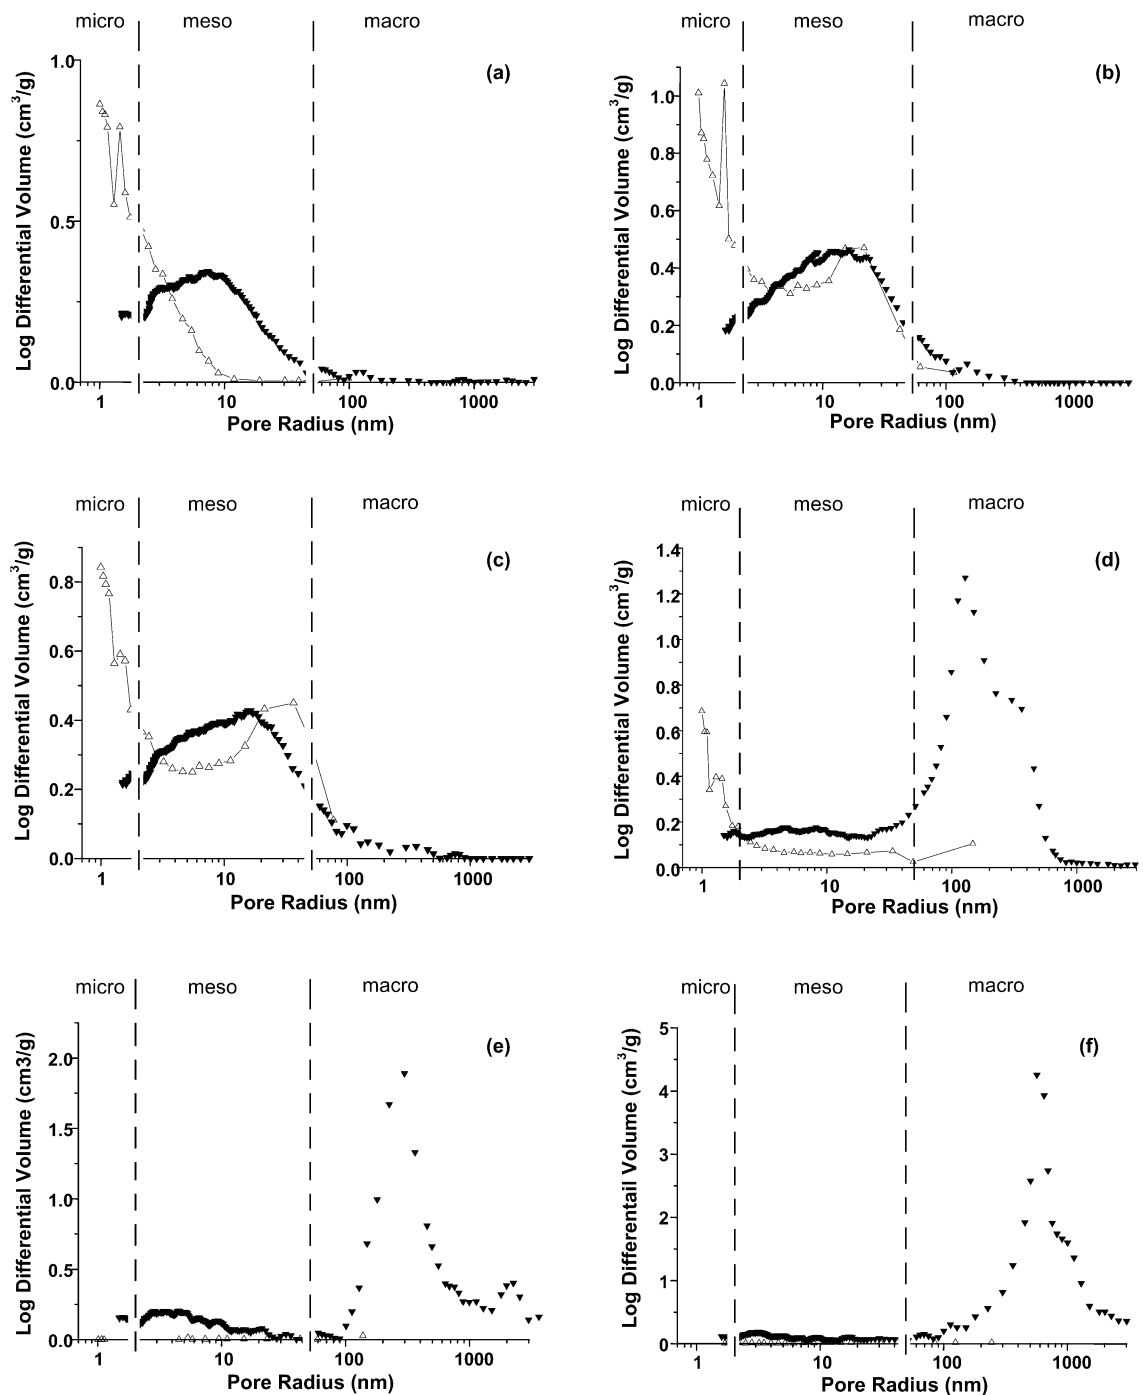 micro meso macro
(a)
Log Differential Volume (cm³/g)
1.0
0.5
0.0
1 10 100 1000
Pore Radius (nm)
micro meso macro
(b)
Log Differential Volume (cm³/g)
1.0
0.8
0.6
0.4
0.2
0.0
1 10 100 1000
Pore Radius (nm)
micro meso macro
(c)
Log Differential Volume (cm³/g)
0.8
0.6
0.4
0.2
0.0
1 10 100 1000
Pore Radius (nm)
micro meso macro
(d)
Log Differential Volume (cm³/g)
1.4
1.2
1.0
0.8
0.6
0.4
0.2
0.0
1 10 100 1000
Pore Radius (nm)
micro meso macro
(e)
Log Differential Volume (cm3/g)
2.0
1.5
1.0
0.5
0.0
1 10 100 1000
Pore Radius (nm)
micro meso macro
(f)
Log Differentail Volume (cm³/g)
5
4
3
2
1
0
1 10 100 1000
Pore Radius (nm)